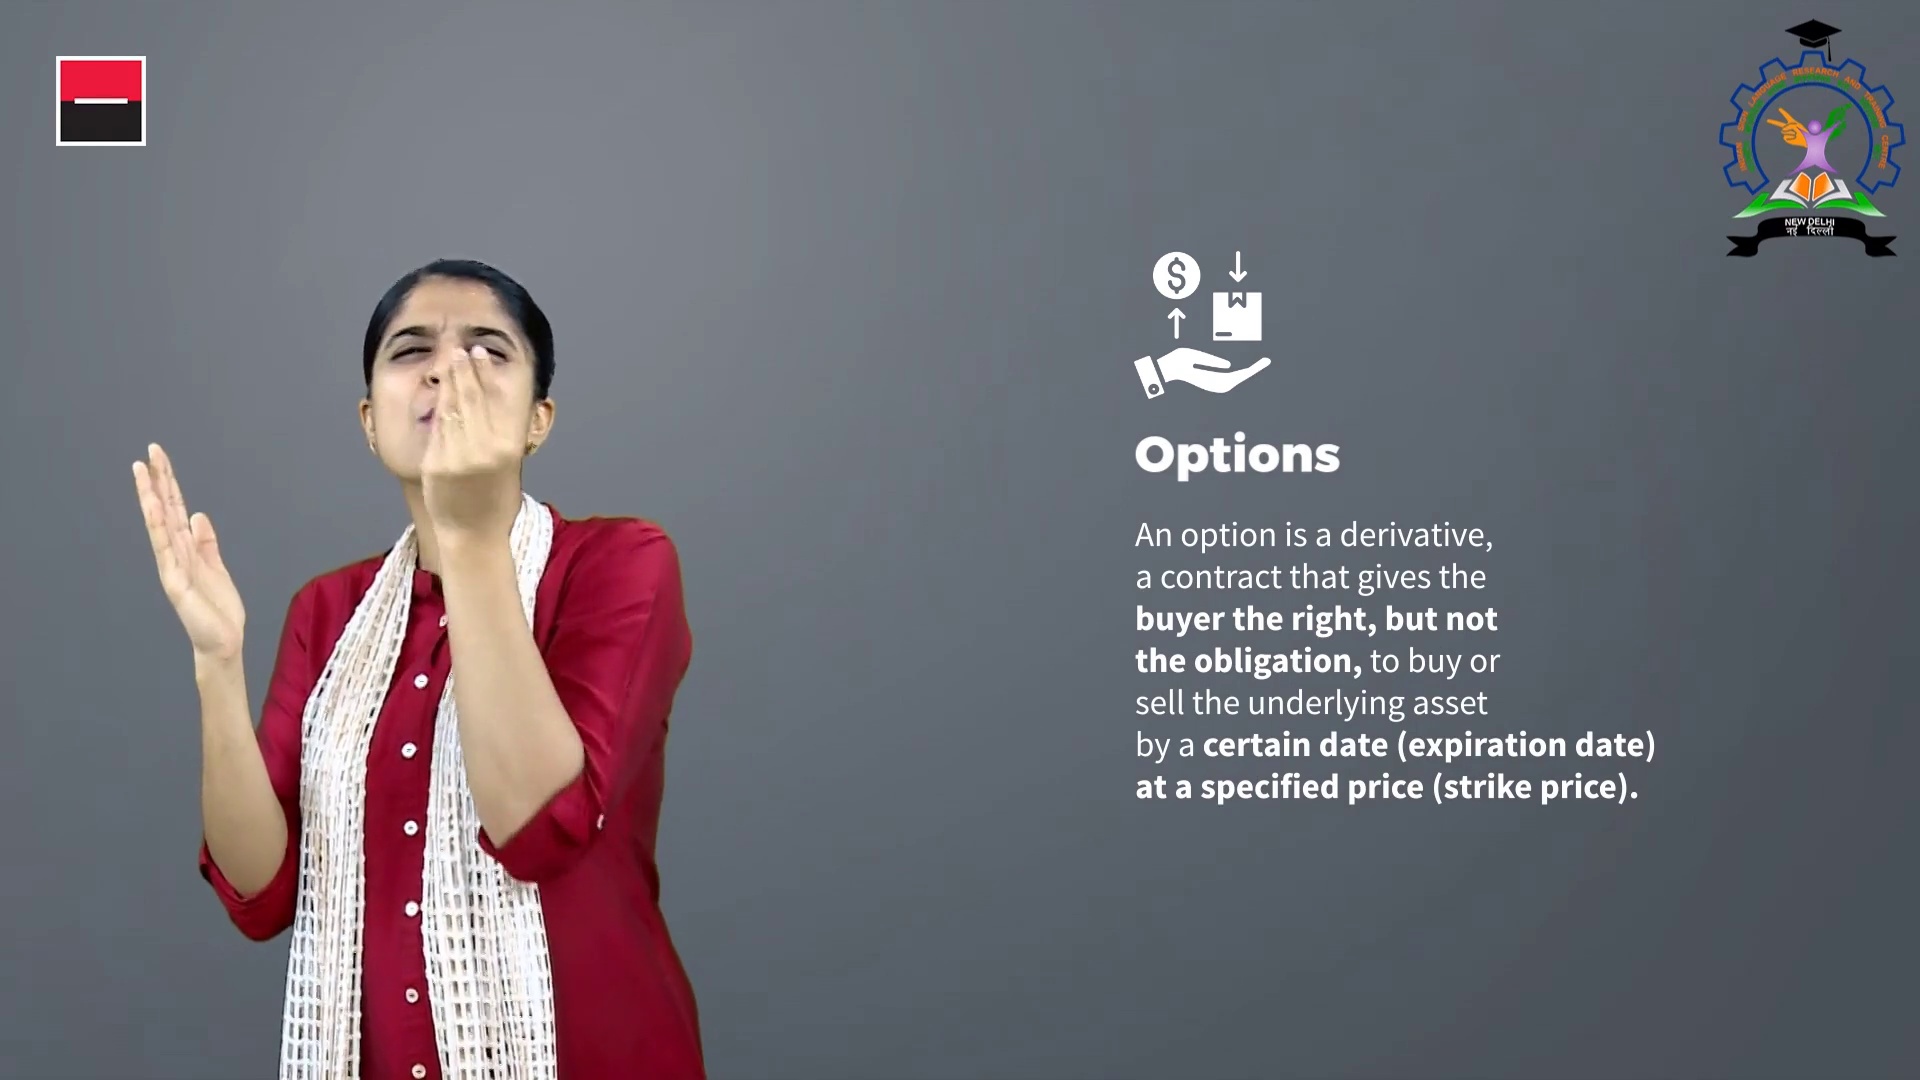 INDIAN SIGN LANGUAGE RESEARCH AND TRAINING CENTRE
NEW DELHI
नई दिल्ली
$
Options
An option is a derivative,
a contract that gives the
buyer the right, but not
the obligation, to buy or
sell the underlying asset
by a certain date (expiration date)
at a specified price (strike price).